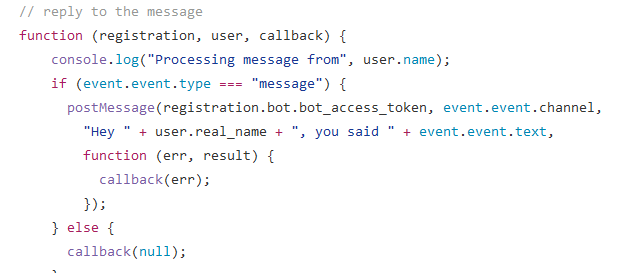 // reply to the message
function (registration, user, callback) {
console.log("Processing message from", user.name);
if (event.event.type === "message") {
postMessage(registration.bot.bot_access_token, event.event.channel,
"Hey " + user.real_name + ", you said " + event.event.text,
function (err, result) {
callback(err);
});
} else {
callback(null);